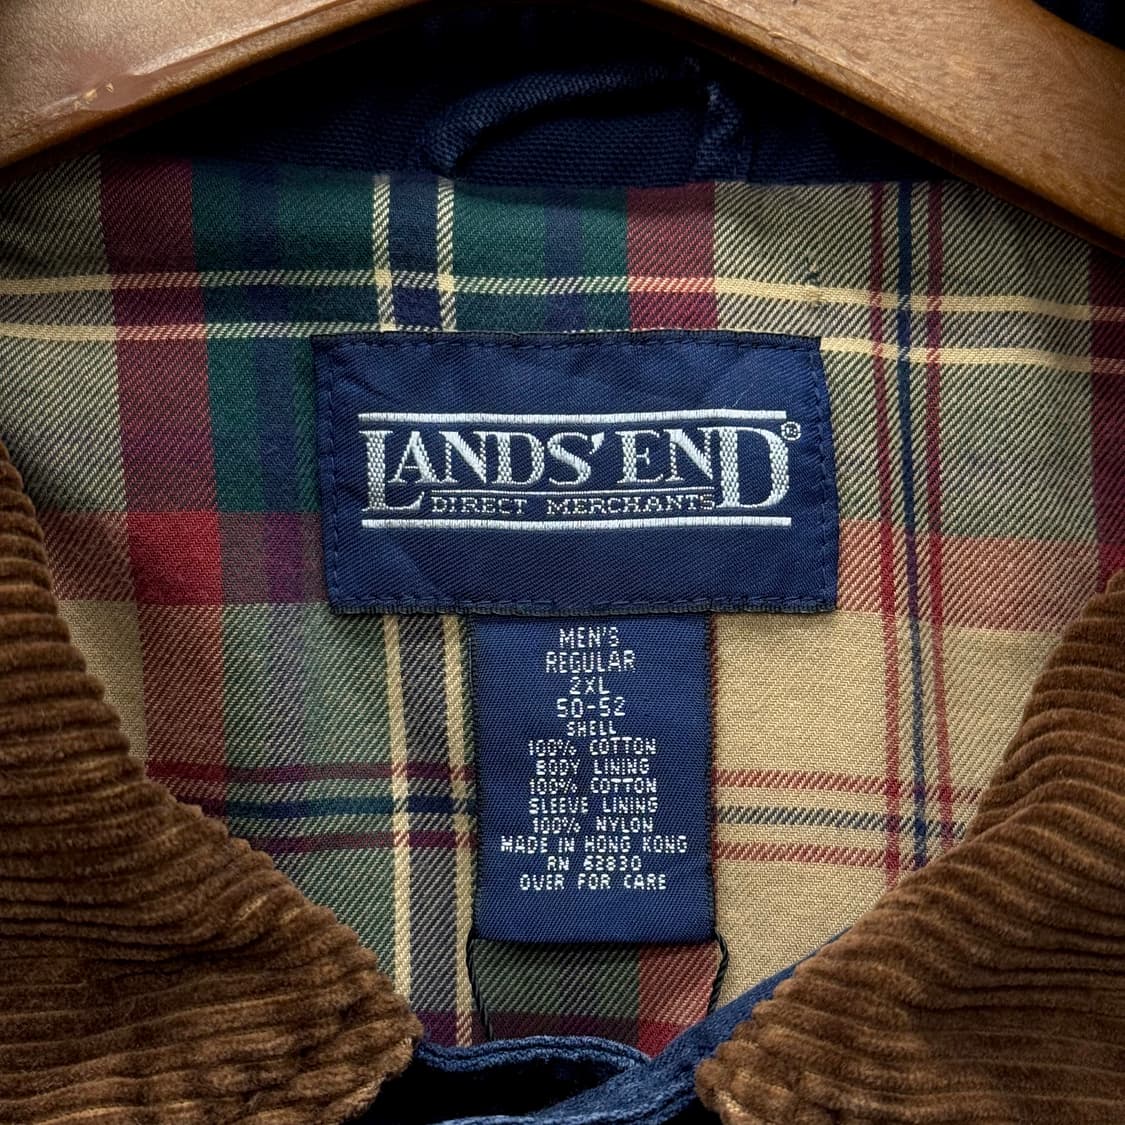 LANDS' END®
DIRECT MERCHANTS
MEN'S
REGULAR
2XL
50-52
SHELL
100% COTTON
BODY LINING
100% COTTON
SLEEVE LINING
100% NYLON
MADE IN HONG KONG
RN 63830
OVER FOR CARE